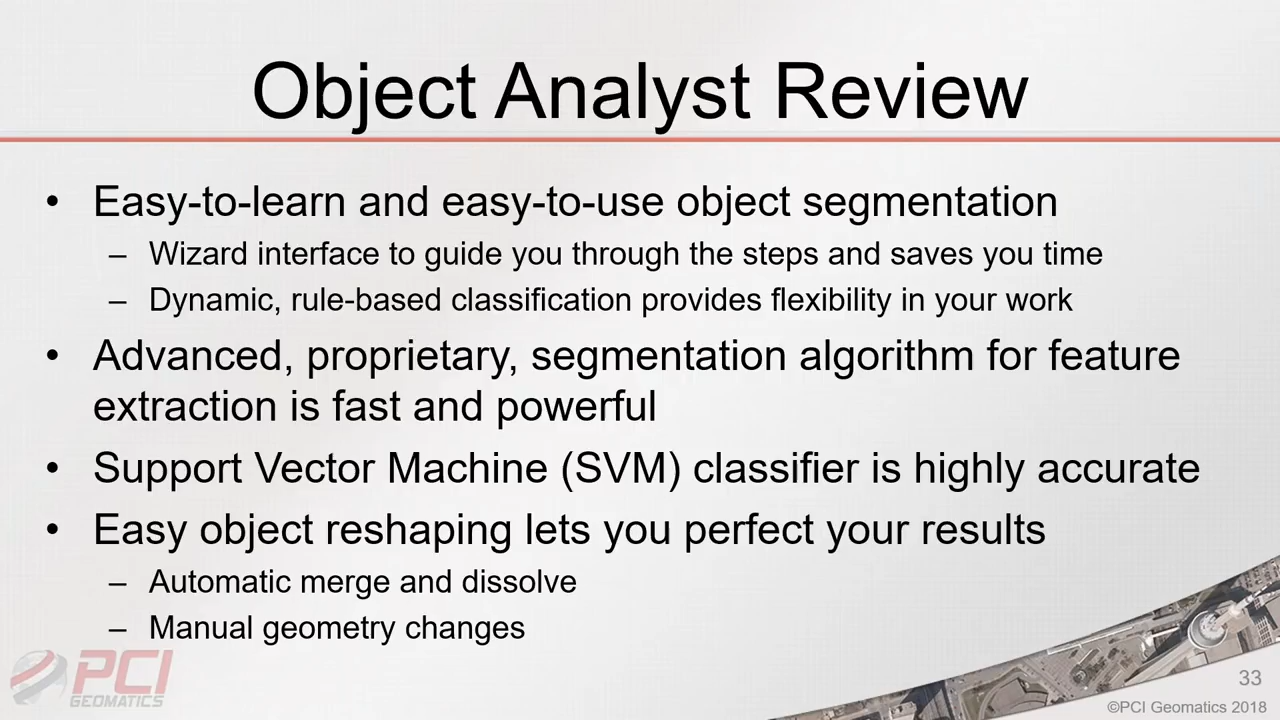 Object Analyst Review
• Easy-to-learn and easy-to-use object segmentation
– Wizard interface to guide you through the steps and saves you time
– Dynamic, rule-based classification provides flexibility in your work
• Advanced, proprietary, segmentation algorithm for feature
extraction is fast and powerful
• Support Vector Machine (SVM) classifier is highly accurate
• Easy object reshaping lets you perfect your results
– Automatic merge and dissolve
– Manual geometry changes
PCI
GEOMATICS
33
©PCI Geomatics 2018